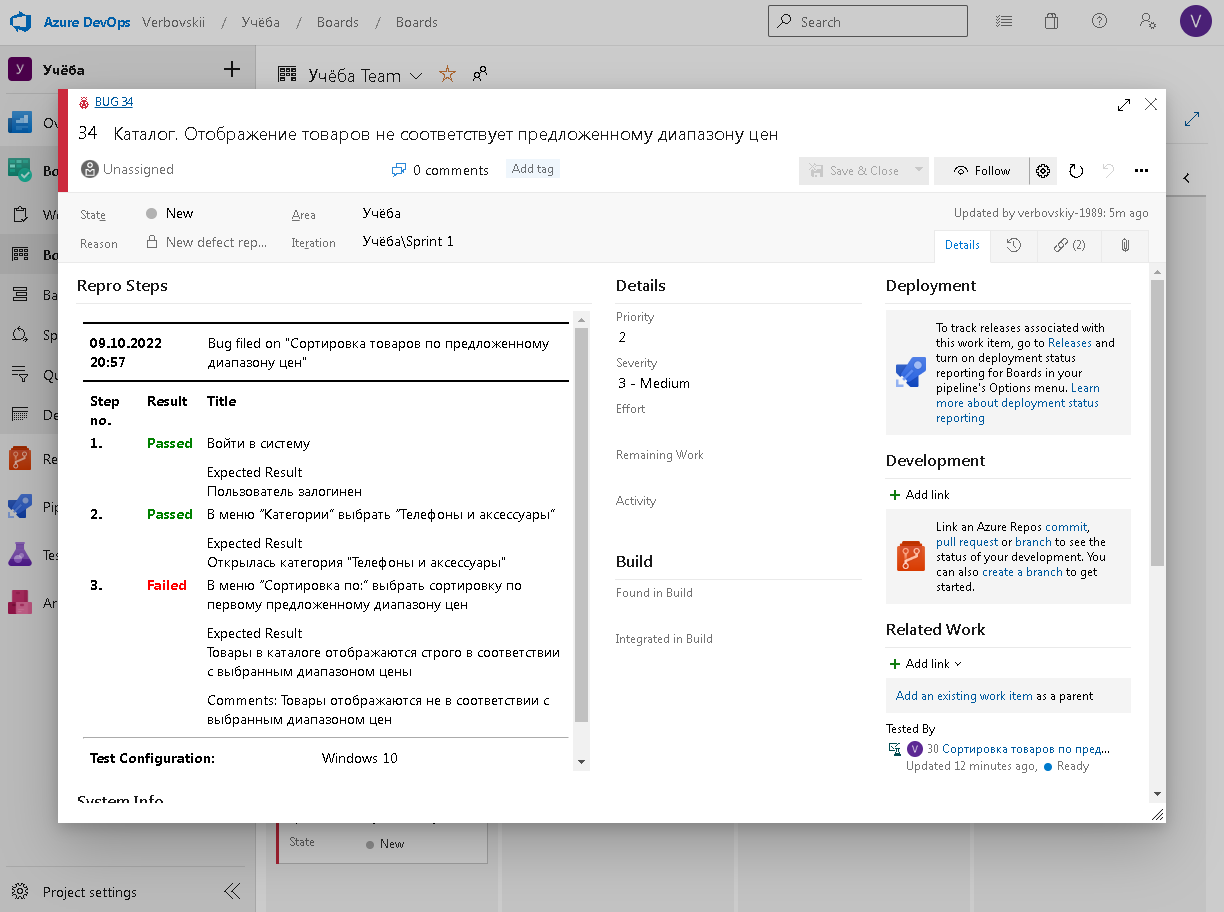 Azure DevOps Verbovskii / Учёба / Boards / Boards
Search
V
У Учёба
Учёба Team
BUG 34
34 Каталог. Отображение товаров не соответствует предложенному диапазону цен
Unassigned
0 comments
Add tag
Save & Close
Follow
State
New
Area
Учёба
Updated by verbovskiy-1989: 5m ago
Reason
New defect rep...
Iteration
Учёба\Sprint 1
Details
(2)
Ov
Bo
W
Bo
Ba
Sp
Qu
De
Re
Pip
Tes
Ar
Repro Steps
09.10.2022
20:57
Bug filed on "Сортировка товаров по предложенному
диапазону цен"
Step
no.
Result
Title
1. Passed Войти в систему
Expected Result
Пользователь залогинен
2. Passed В меню "Категории" выбрать "Телефоны и аксессуары"
Expected Result
Открылась категория "Телефоны и аксессуары"
3. Failed В меню "Сортировка по:" выбрать сортировку по
первому предложенному диапазону цен
Expected Result
Товары в каталоге отображаются строго в соответствии
с выбранным диапазоном цены
Comments: Товары отображаются не в соответствии с
выбранным диапазоном цен
Test Configuration: Windows 10
System Info
Details
Priority
2
Severity
3 - Medium
Effort
Remaining Work
Activity
Build
Found in Build
Integrated in Build
Deployment
To track releases associated with
this work item, go to Releases and
turn on deployment status
reporting for Boards in your
pipeline's Options menu. Learn
more about deployment status
reporting
Development
Add link
Link an Azure Repos commit,
pull request or branch to see the
status of your development. You
can also create a branch to get
started.
Related Work
Add link
Add an existing work item as a parent
Tested By
V 30 Сортировка товаров по пред...
Updated 12 minutes ago, Ready
State
New
Project settings